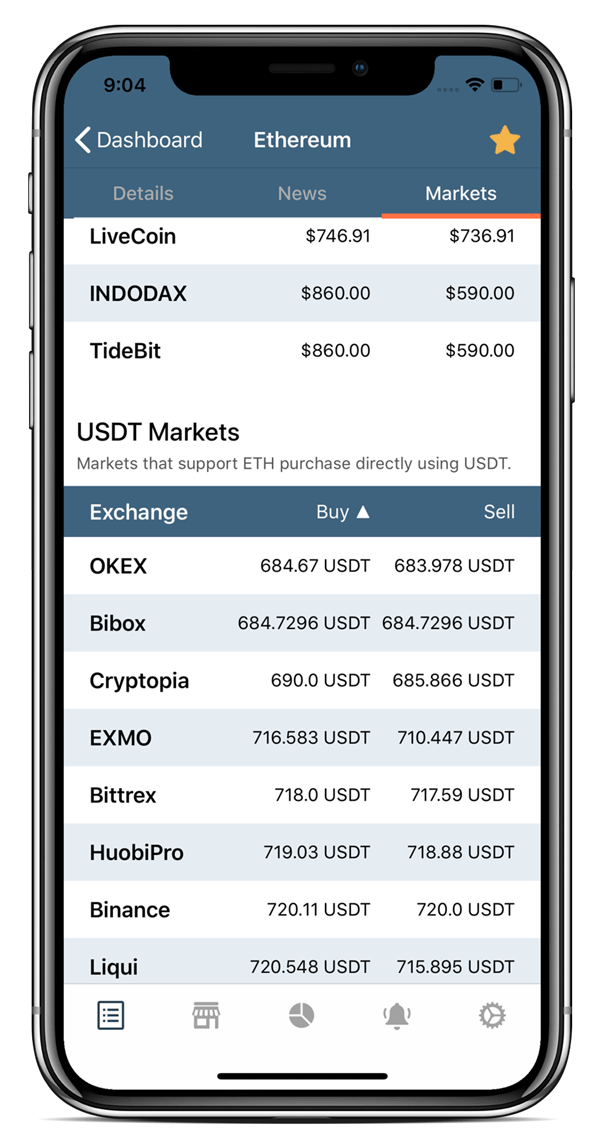 9:04
Dashboard Ethereum
Details News Markets
LiveCoin $746.91 $736.91
INDODAX $860.00 $590.00
TideBit $860.00 $590.00
USDT Markets
Markets that support ETH purchase directly using USDT.
Exchange Buy ▲ Sell
OKEX 684.67 USDT 683.978 USDT
Bibox 684.7296 USDT 684.7296 USDT
Cryptopia 690.0 USDT 685.866 USDT
EXMO 716.583 USDT 710.447 USDT
Bittrex 718.0 USDT 717.59 USDT
HuobiPro 719.03 USDT 718.88 USDT
Binance 720.11 USDT 720.0 USDT
Liqui 720.548 USDT 715.895 USDT